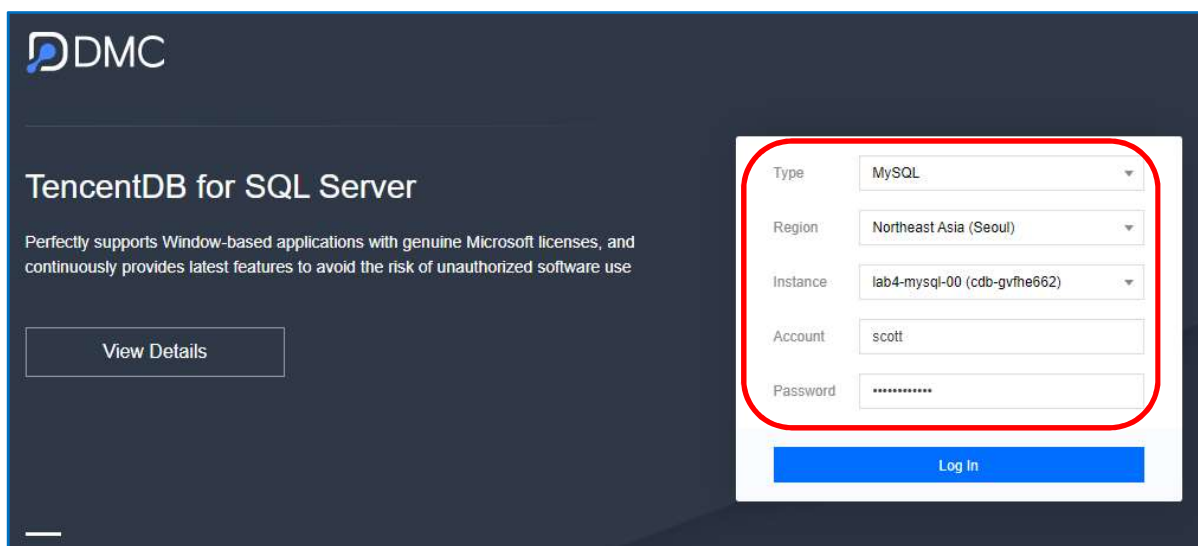 DMC
TencentDB for SQL Server
Perfectly supports Window-based applications with genuine Microsoft licenses, and
continuously provides latest features to avoid the risk of unauthorized software use
View Details
Type MySQL
Region Northeast Asia (Seoul)
Instance lab4-mysql-00 (cdb-gvfhe662)
Account scott
Password ••••••••••••
Log In